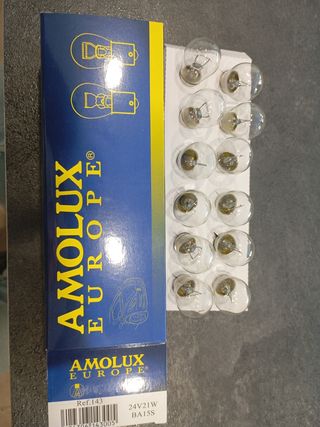 AMOLUX
EUROPE®
AMOLUX
EUROPE
Ref.143
24V21W
BA15S